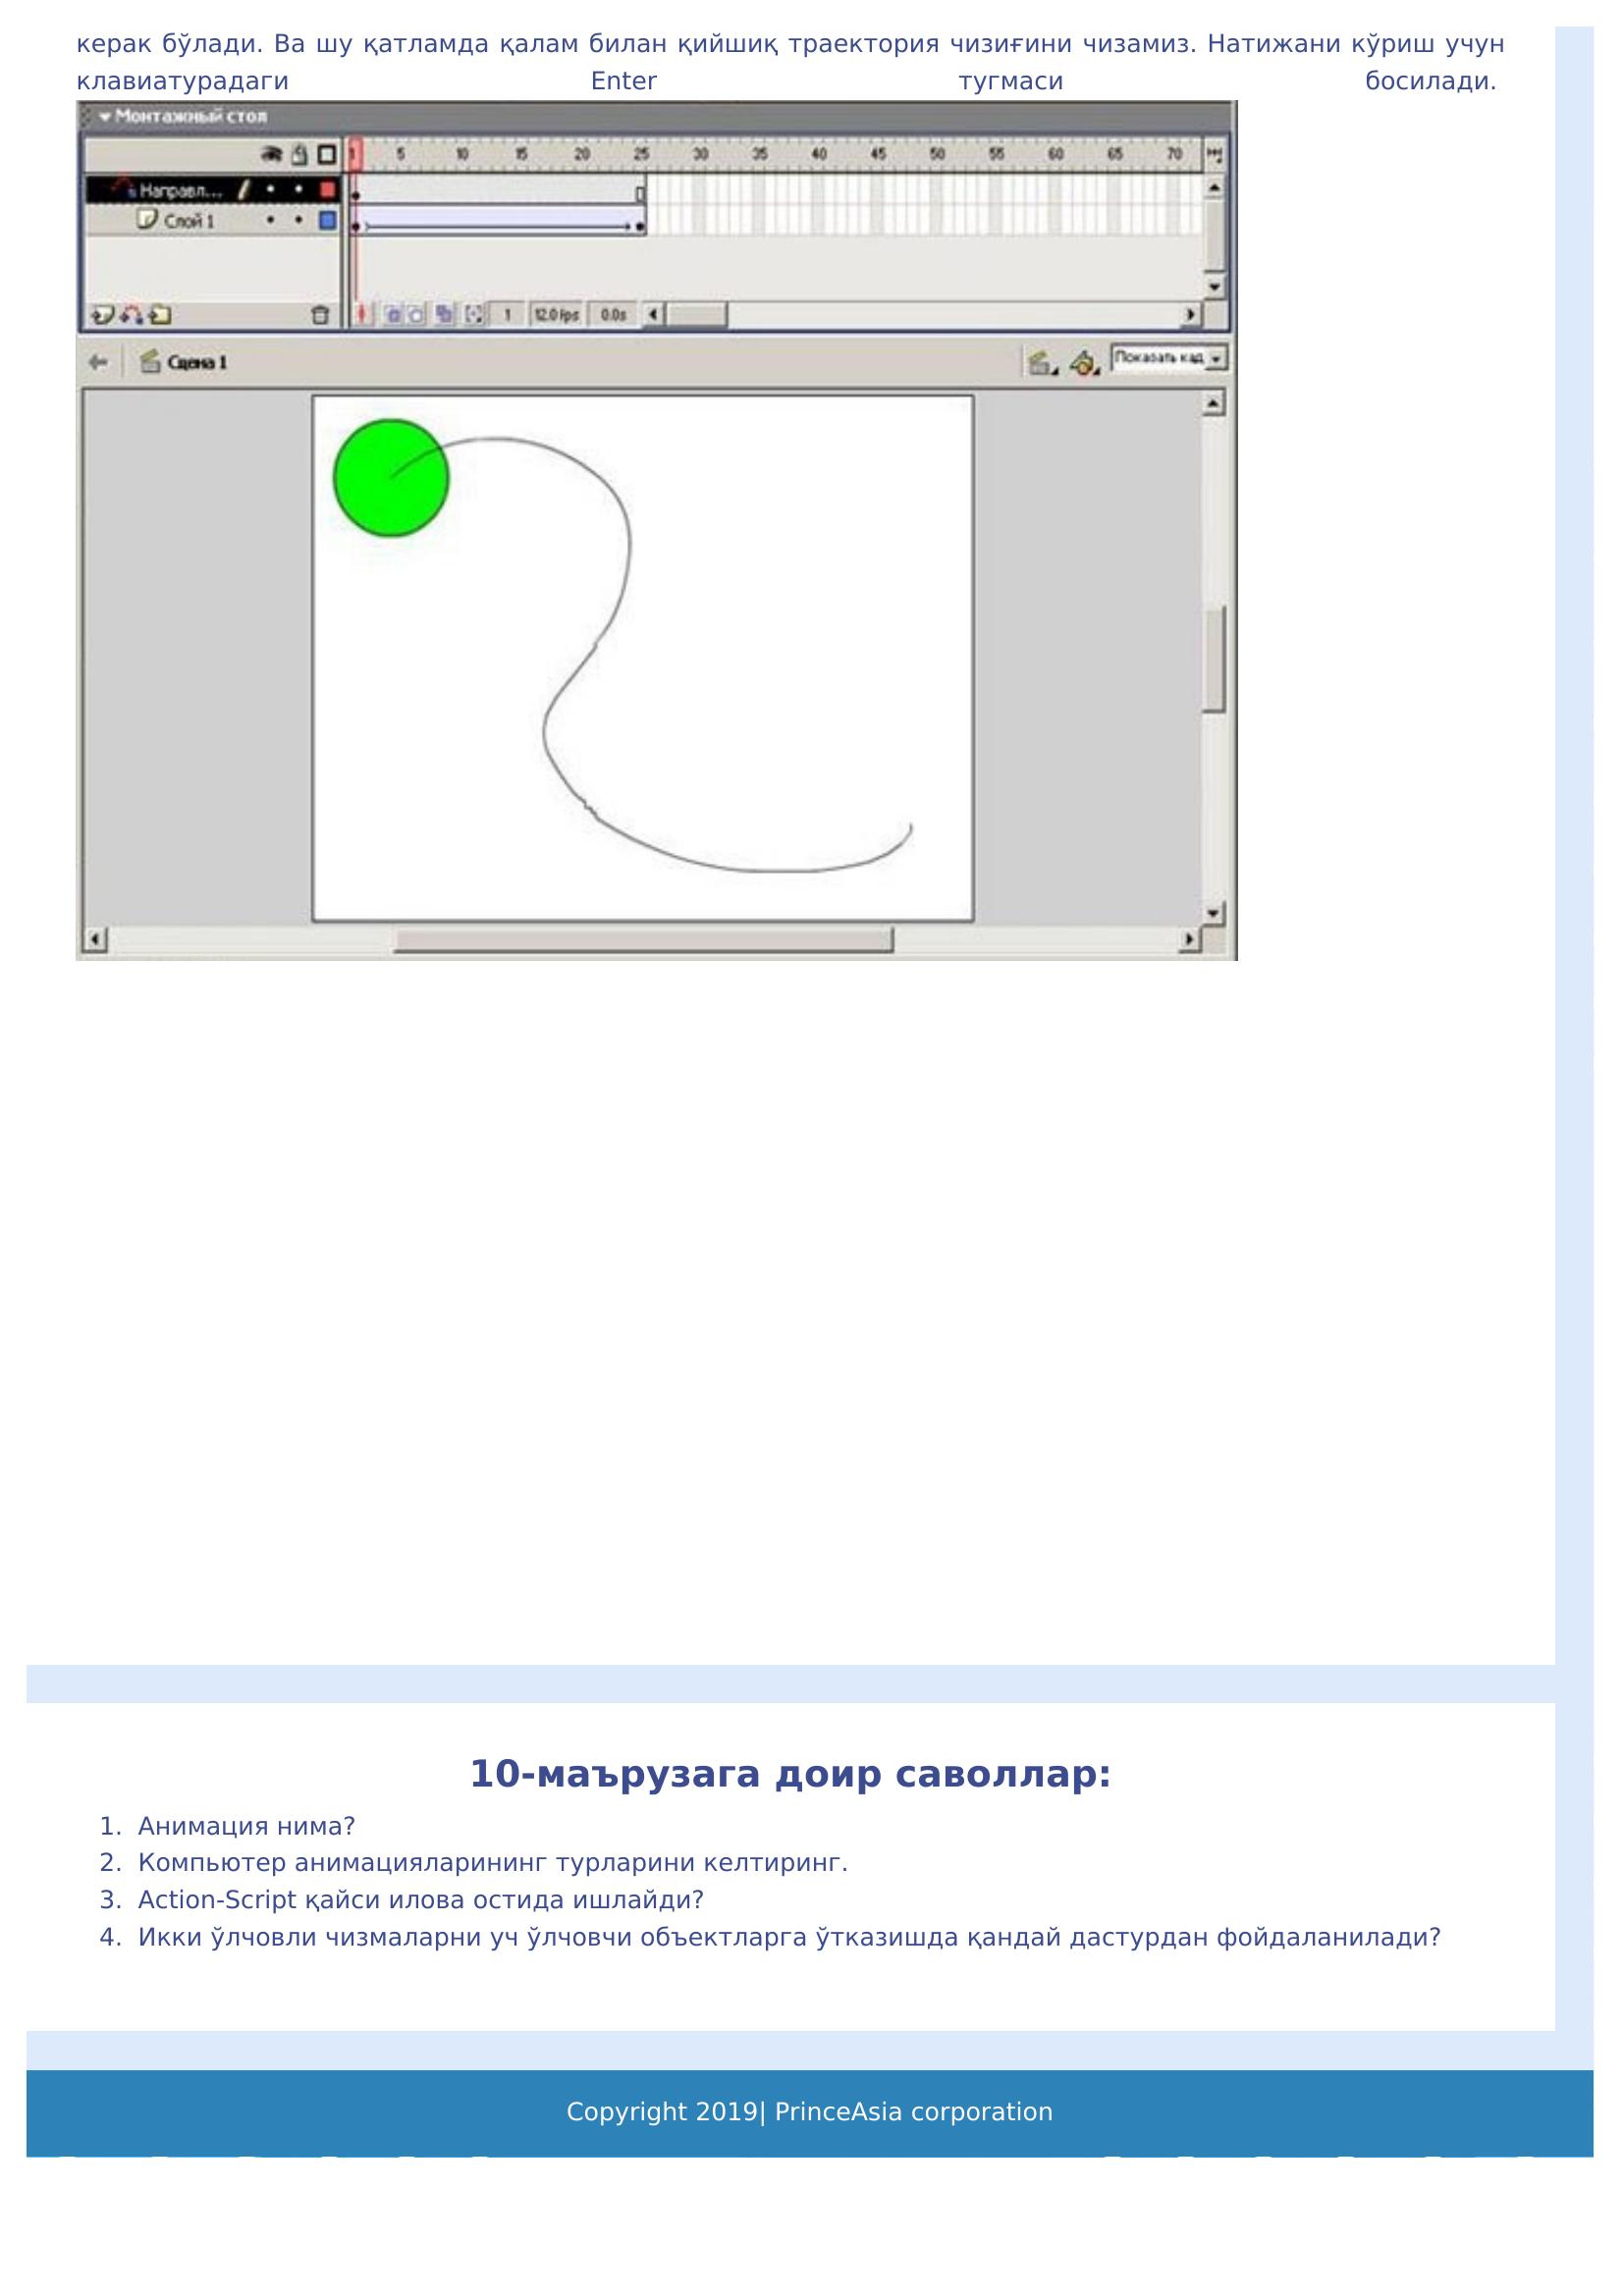 керак бўлади. Ва шу қатламда қалам билан қийшиқ траектория чизиғини чизамиз. Натижани кўриш учун
клавиатурадаги Enter тугмаси босилади.
Монтажный стол
1 5 10 15 20 25 30 35 40 45 50 55 60 65 70
Направл...
Слой 1
1 12.0 fps 0.0s
Сцена 1
Показать кад
10-маърузага доир саволлар:
1. Анимация нима?
2. Компьютер анимацияларининг турларини келтиринг.
3. Action-Script қайси илова остида ишлайди?
4. Икки ўлчовли чизмаларни уч ўлчовчи объектларга ўтказишда қандай дастурдан фойдаланилади?
Copyright 2019| PrinceAsia corporation